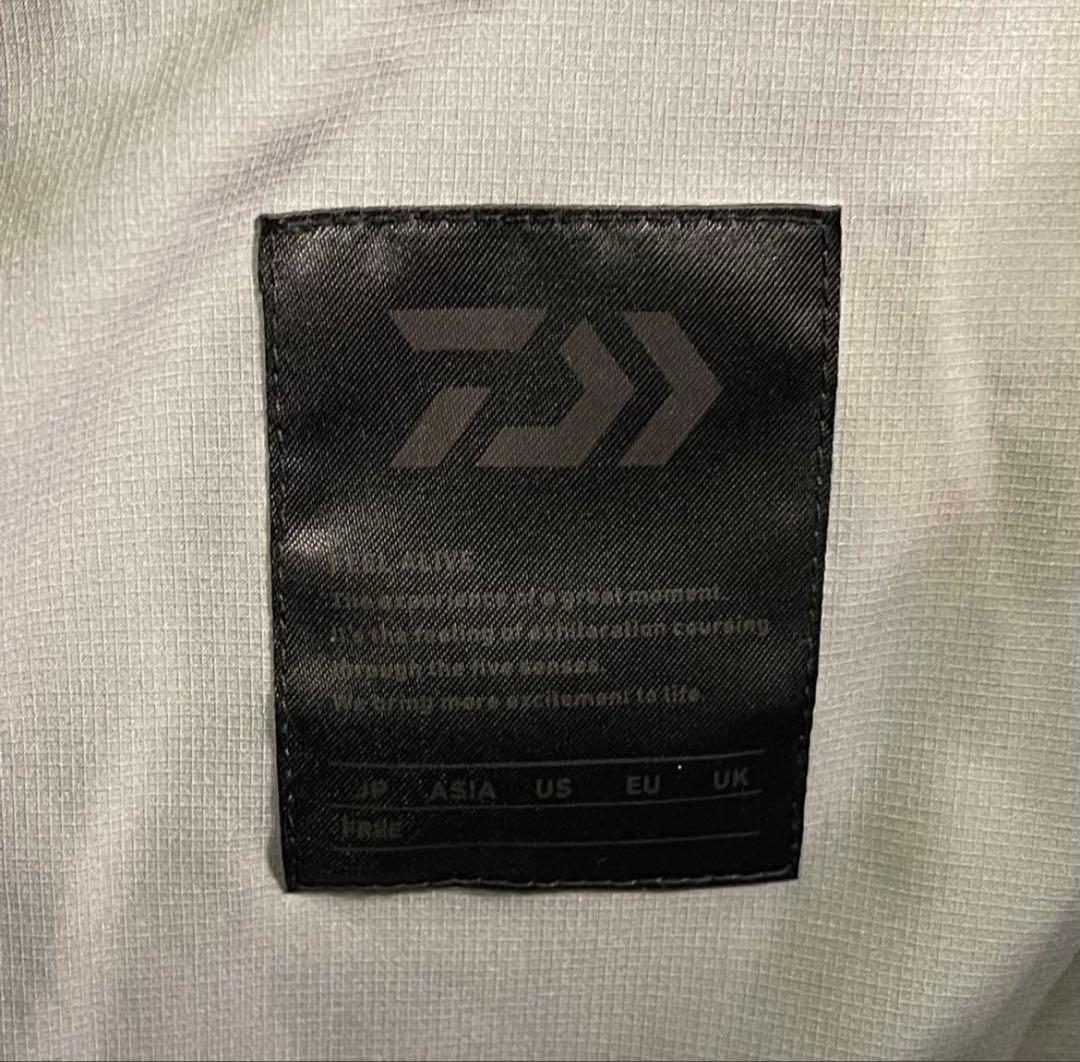 FEEL ALIVE.
The experience of a great moment.
It's the feeling of exhilaration coursing
through the five senses.
We bring more excitement to life.
JP ASIA US EU UK
FREE